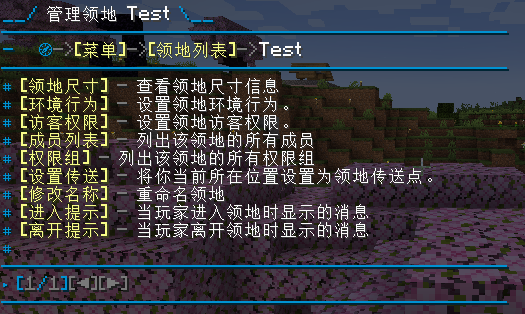 __/ 管理领地 Test \__
— 🧭->[菜单]->[领地列表]->Test
# [领地尺寸] – 查看领地尺寸信息
# [环境行为] – 设置领地环境行为。
# [访客权限] – 设置领地访客权限。
# [成员列表] – 列出该领地的所有成员
# [权限组] – 列出该领地的所有权限组
# [设置传送] – 将你当前所在位置设置为领地传送点。
# [修改名称] – 重命名领地
# [进入提示] – 当玩家进入领地时显示的消息
# [离开提示] – 当玩家离开领地时显示的消息
#
▸ [1/1][◀][▶]